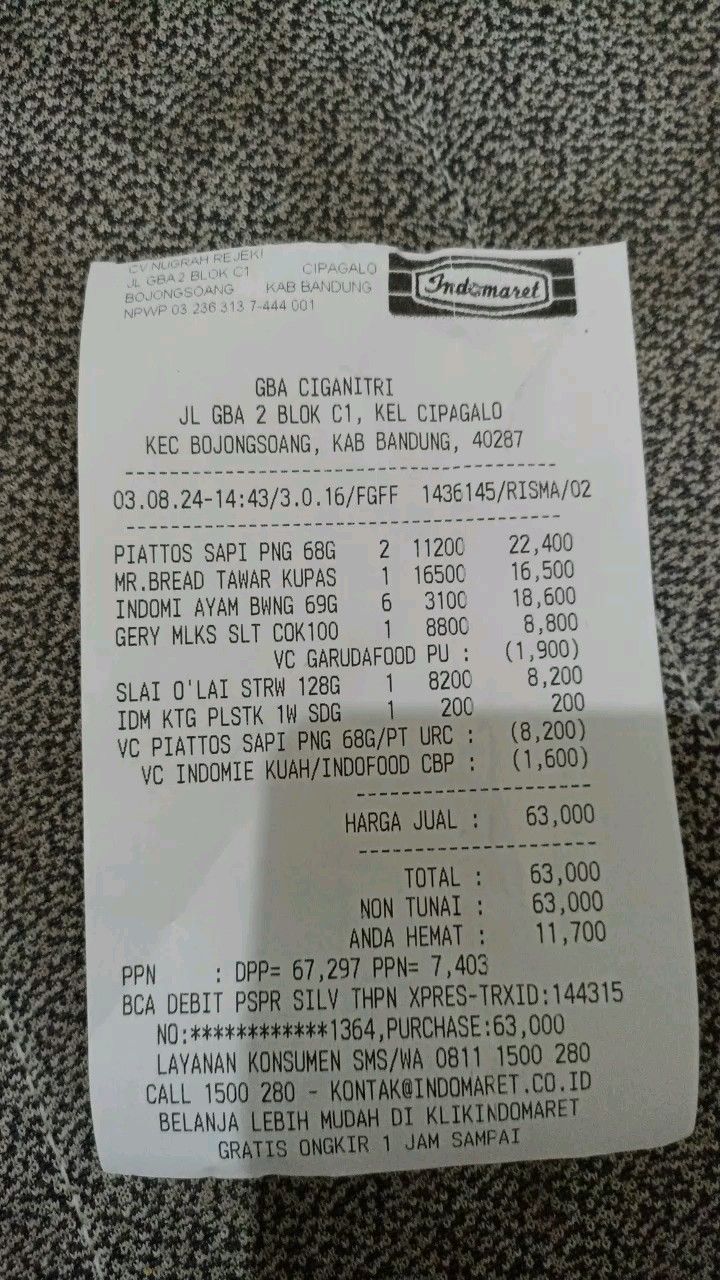 CV NUGRAH REJEKI
JL GBA 2 BLOK C1 CIPAGALO
BOJONGSOANG KAB BANDUNG
NPWP 03 236 313 7-444 001
Indomaret
GBA CIGANITRI
JL GBA 2 BLOK C1, KEL CIPAGALO
KEC BOJONGSOANG, KAB BANDUNG, 40287
03.08.24-14:43/3.0.16/FGFF 1436145/RISMA/02
PIATTOS SAPI PNG 68G 2 11200 22,400
MR.BREAD TAWAR KUPAS 1 16500 16,500
INDOMI AYAM BWNG 69G 6 3100 18,600
GERY MLKS SLT COK100 1 8800 8,800
VC GARUDAFOOD PU : (1,900)
SLAI O'LAI STRW 128G 1 8200 8,200
IDM KTG PLSTK 1W SDG 1 200 200
VC PIATTOS SAPI PNG 68G/PT URC : (8,200)
VC INDOMIE KUAH/INDOFOOD CBP : (1,600)
HARGA JUAL : 63,000
TOTAL : 63,000
NON TUNAI : 63,000
ANDA HEMAT : 11,700
PPN : DPP= 67,297 PPN= 7,403
BCA DEBIT PSPR SILV THPN XPRES-TRXID:144315
NO:************1364,PURCHASE:63,000
LAYANAN KONSUMEN SMS/WA 0811 1500 280
CALL 1500 280 - KONTAK@INDOMARET.CO.ID
BELANJA LEBIH MUDAH DI KLIKINDOMARET
GRATIS ONGKIR 1 JAM SAMPAI